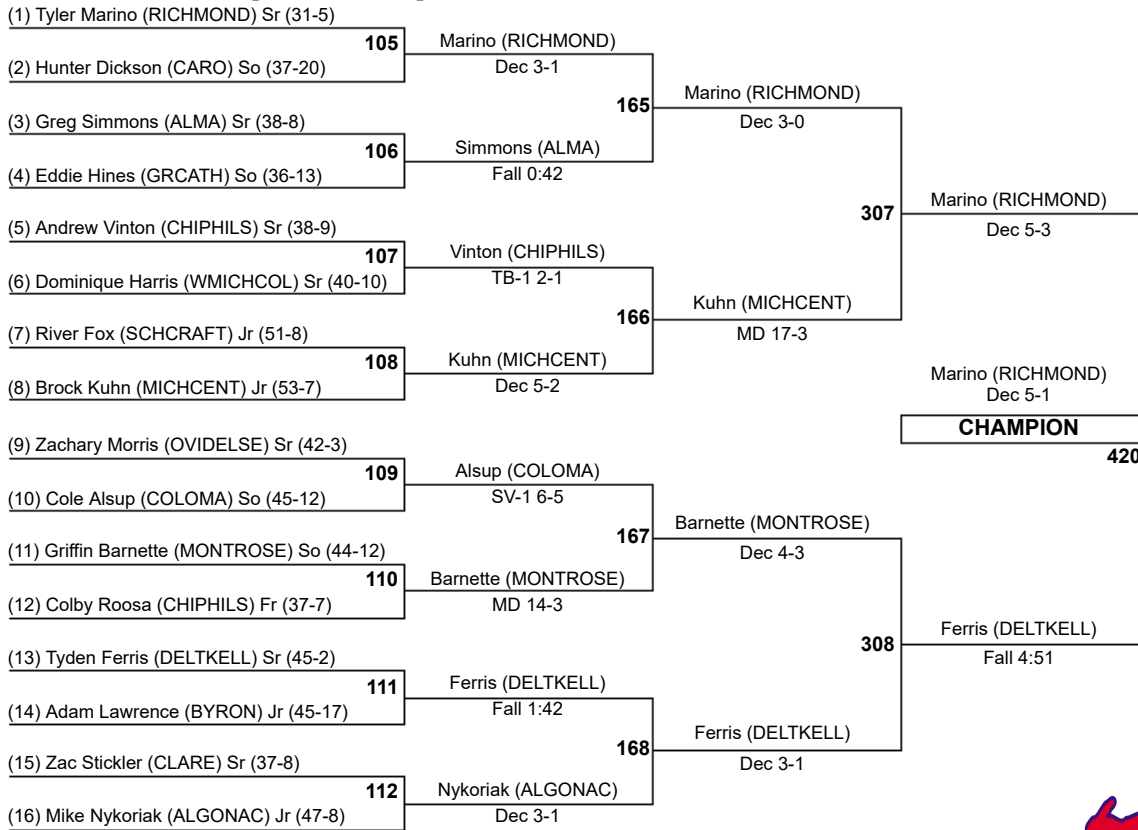 (1) Tyler Marino (RICHMOND) Sr (31-5)
105
(2) Hunter Dickson (CARO) So (37-20)
Marino (RICHMOND)
Dec 3-1
165
(3) Greg Simmons (ALMA) Sr (38-8)
106
(4) Eddie Hines (GRCATH) So (36-13)
Simmons (ALMA)
Fall 0:42
Marino (RICHMOND)
Dec 3-0
307
(5) Andrew Vinton (CHIPHILS) Sr (38-9)
107
(6) Dominique Harris (WMICHCOL) Sr (40-10)
Vinton (CHIPHILS)
TB-1 2-1
166
(7) River Fox (SCHCRAFT) Jr (51-8)
108
(8) Brock Kuhn (MICHCENT) Jr (53-7)
Kuhn (MICHCENT)
Dec 5-2
Kuhn (MICHCENT)
MD 17-3
Marino (RICHMOND)
Dec 5-3
Marino (RICHMOND)
Dec 5-1
CHAMPION
420
(9) Zachary Morris (OVIDELSE) Sr (42-3)
109
(10) Cole Alsup (COLOMA) So (45-12)
Alsup (COLOMA)
SV-1 6-5
167
(11) Griffin Barnette (MONTROSE) So (44-12)
110
(12) Colby Roosa (CHIPHILS) Fr (37-7)
Barnette (MONTROSE)
MD 14-3
Barnette (MONTROSE)
Dec 4-3
308
(13) Tyden Ferris (DELTKELL) Sr (45-2)
111
(14) Adam Lawrence (BYRON) Jr (45-17)
Ferris (DELTKELL)
Fall 1:42
168
(15) Zac Stickler (CLARE) Sr (37-8)
112
(16) Mike Nykoriak (ALGONAC) Jr (47-8)
Nykoriak (ALGONAC)
Dec 3-1
Ferris (DELTKELL)
Dec 3-1
Ferris (DELTKELL)
Fall 4:51